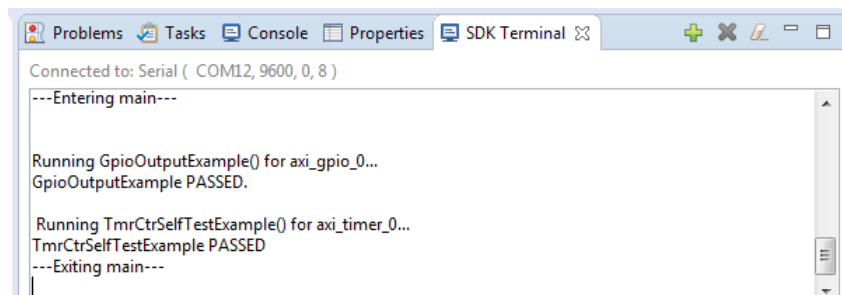 Problems Tasks Console Properties SDK Terminal
Connected to: Serial ( COM12, 9600, 0, 8 )
---Entering main---
Running GpioOutputExample() for axi_gpio_0...
GpioOutputExample PASSED.
Running TmrCtrSelfTestExample() for axi_timer_0...
TmrCtrSelfTestExample PASSED
---Exiting main---